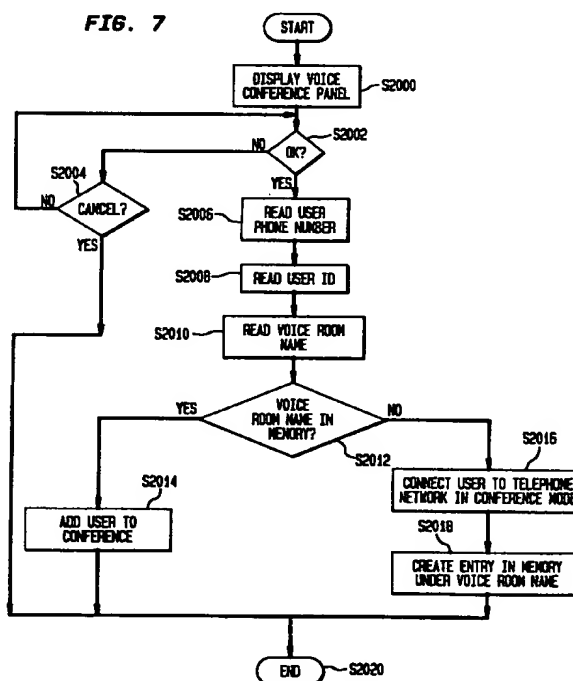 FIG. 7
START
DISPLAY VOICE
CONFERENCE PANEL
S2000
S2002
OK?
NO
S2004
NO
CANCEL?
YES
YES
S2006
READ USER
PHONE NUMBER
S2008
READ USER ID
S2010
READ VOICE ROOM
NAME
YES
VOICE
ROOM NAME IN
MEMORY?
NO
S2012
S2014
ADD USER TO
CONFERENCE
S2016
CONNECT USER TO TELEPHONE
NETWORK IN CONFERENCE MODE
S2018
CREATE ENTRY IN MEMORY
UNDER VOICE ROOM NAME
END
S2020